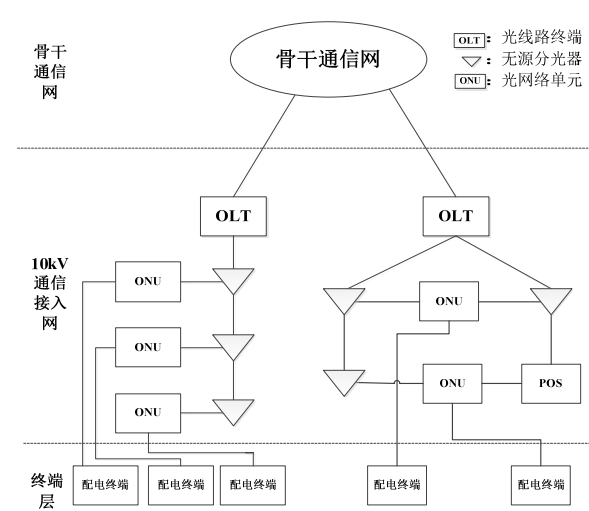 骨干
通信
网
骨干通信网
OLT：光线路终端
：无源分光器
ONU：光网络单元
10kV
通信
接入
网
OLT
OLT
ONU
ONU
ONU
ONU
ONU
POS
终端
层
配电终端
配电终端
配电终端
配电终端
配电终端